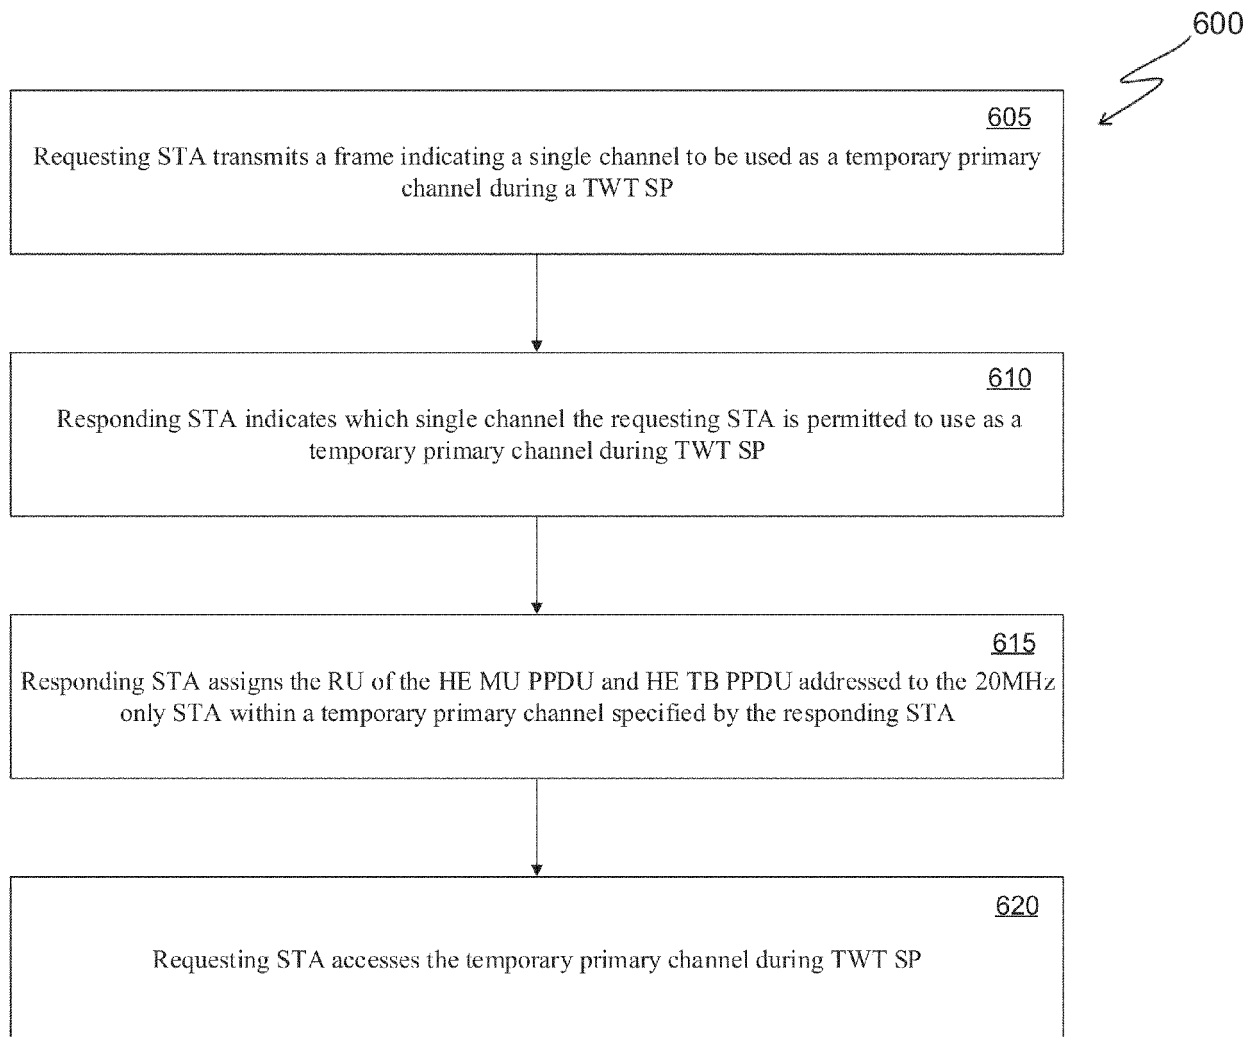 600
605
Requesting STA transmits a frame indicating a single channel to be used as a temporary primary
channel during a TWT SP
610
Responding STA indicates which single channel the requesting STA is permitted to use as a
temporary primary channel during TWT SP
615
Responding STA assigns the RU of the HE MU PPDU and HE TB PPDU addressed to the 20MHz
only STA within a temporary primary channel specified by the responding STA
620
Requesting STA accesses the temporary primary channel during TWT SP